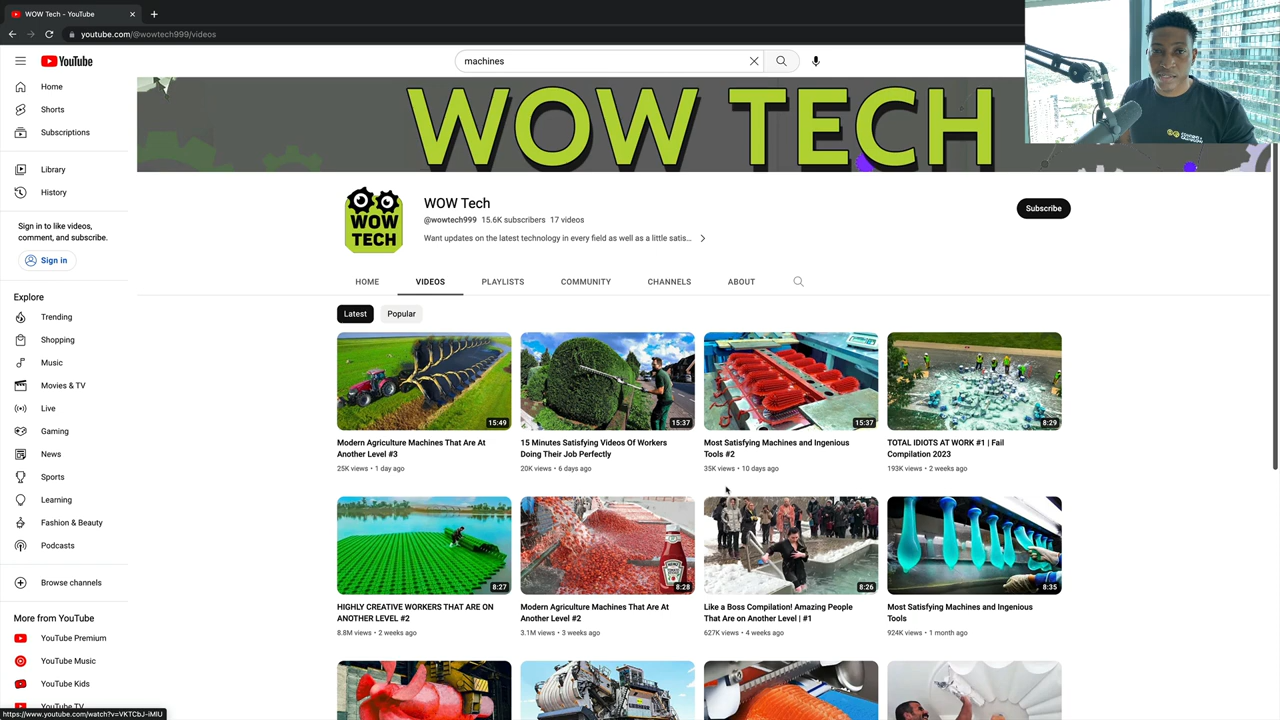 WOW Tech - YouTube
youtube.com/@wowtech999/videos
YouTube
machines
Home
Shorts
Subscriptions
Library
History
Sign in to like videos,
comment, and subscribe.
Sign in
Explore
Trending
Shopping
Music
Movies & TV
Live
Gaming
News
Sports
Learning
Fashion & Beauty
Podcasts
Browse channels
More from YouTube
YouTube Premium
YouTube Music
YouTube Kids
YouTube TV
https://www.youtube.com/watch?v=VKTCbJ-iMIU
WOW TECH
WOW
TECH
WOW Tech
@wowtech999 15.6K subscribers 17 videos
Want updates on the latest technology in every field as well as a little satis...
Subscribe
HOME VIDEOS PLAYLISTS COMMUNITY CHANNELS ABOUT
Latest Popular
15:49
Modern Agriculture Machines That Are At
Another Level #3
25K views • 1 day ago
15:37
15 Minutes Satisfying Videos Of Workers
Doing Their Job Perfectly
20K views • 6 days ago
15:37
Most Satisfying Machines and Ingenious
Tools #2
35K views • 10 days ago
8:29
TOTAL IDIOTS AT WORK #1 | Fail
Compilation 2023
193K views • 2 weeks ago
8:27
HIGHLY CREATIVE WORKERS THAT ARE ON
ANOTHER LEVEL #2
8.8M views • 2 weeks ago
HEINZ
8:28
Modern Agriculture Machines That Are At
Another Level #2
3.1M views • 3 weeks ago
8:26
Like a Boss Compilation! Amazing People
That Are on Another Level | #1
627K views • 4 weeks ago
8:35
Most Satisfying Machines and Ingenious
Tools
924K views • 1 month ago